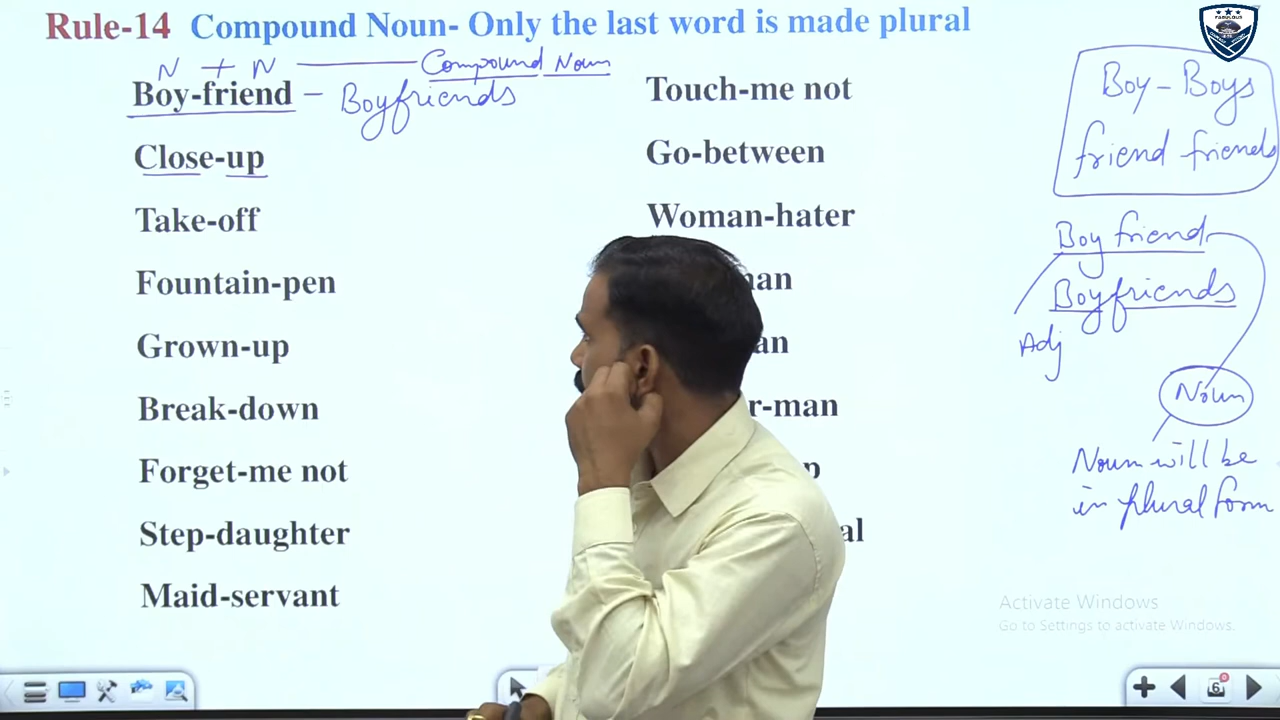 Rule-14 Compound Noun- Only the last word is made plural
N + N — Compound Noun
Boy-friend – Boyfriends
Close-up
Take-off
Fountain-pen
Grown-up
Break-down
Forget-me not
Step-daughter
Maid-servant
Touch-me not
Go-between
Woman-hater
Boy – Boys
friend friends
Boy friend
Boyfriends
Adj
Noun
Noun will be
in plural form
FABULOUS
Activate Windows
Go to Settings to activate Windows.
6